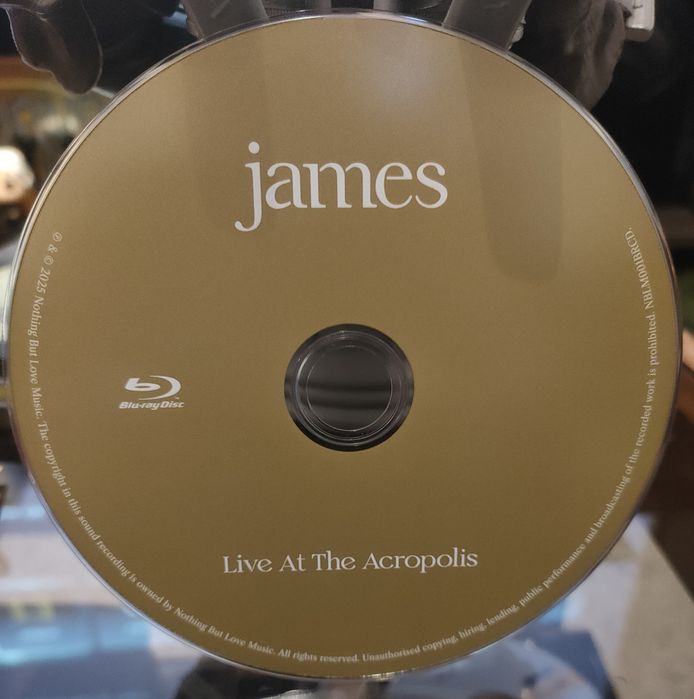 james
Blu-ray Disc
Live At The Acropolis
℗ & © 2025 Nothing But Love Music. The copyright in this sound recording is owned by Nothing But Love Music. All rights reserved. Unauthorised copying, hiring, lending, public performance and broadcasting of the recorded work is prohibited. NBLM001BRCD.